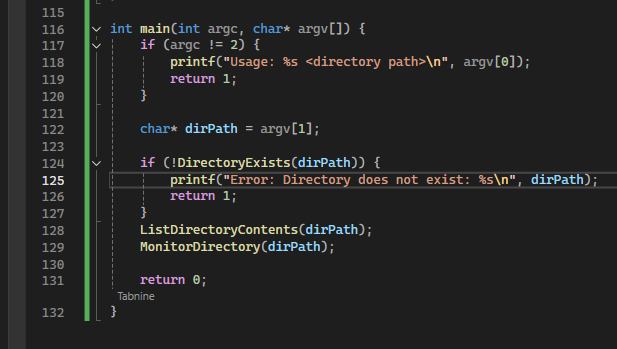 115
116 int main(int argc, char* argv[]) {
117 if (argc != 2) {
118 printf("Usage: %s <directory path>\n", argv[0]);
119 return 1;
120 }
121
122 char* dirPath = argv[1];
123
124 if (!DirectoryExists(dirPath)) {
125 printf("Error: Directory does not exist: %s\n", dirPath);
126 return 1;
127 }
128 ListDirectoryContents(dirPath);
129 MonitorDirectory(dirPath);
130
131 return 0;
Tabnine
132 }